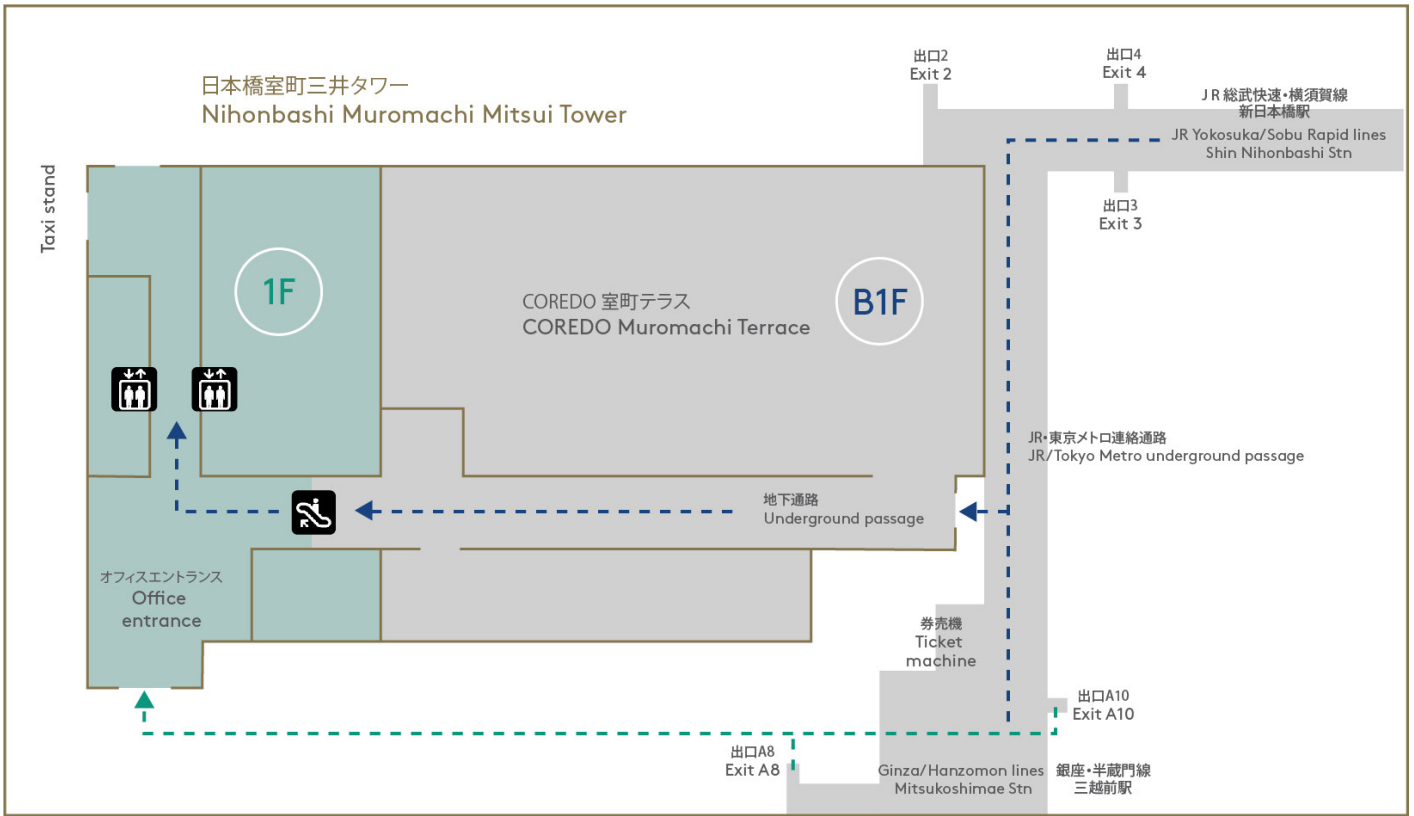 日本橋室町三井タワー
Nihonbashi Muromachi Mitsui Tower
出口2
Exit 2
出口4
Exit 4
JR総武快速・横須賀線
新日本橋駅
JR Yokosuka/Sobu Rapid lines
Shin Nihonbashi Stn
出口3
Exit 3
Taxi stand
1F
COREDO 室町テラス
COREDO Muromachi Terrace
B1F
JR・東京メトロ連絡通路
JR/Tokyo Metro underground passage
地下通路
Underground passage
オフィスエントランス
Office
entrance
券売機
Ticket
machine
出口A10
Exit A10
出口A8
Exit A8
Ginza/Hanzomon lines
Mitsukoshimae Stn
銀座・半蔵門線
三越前駅